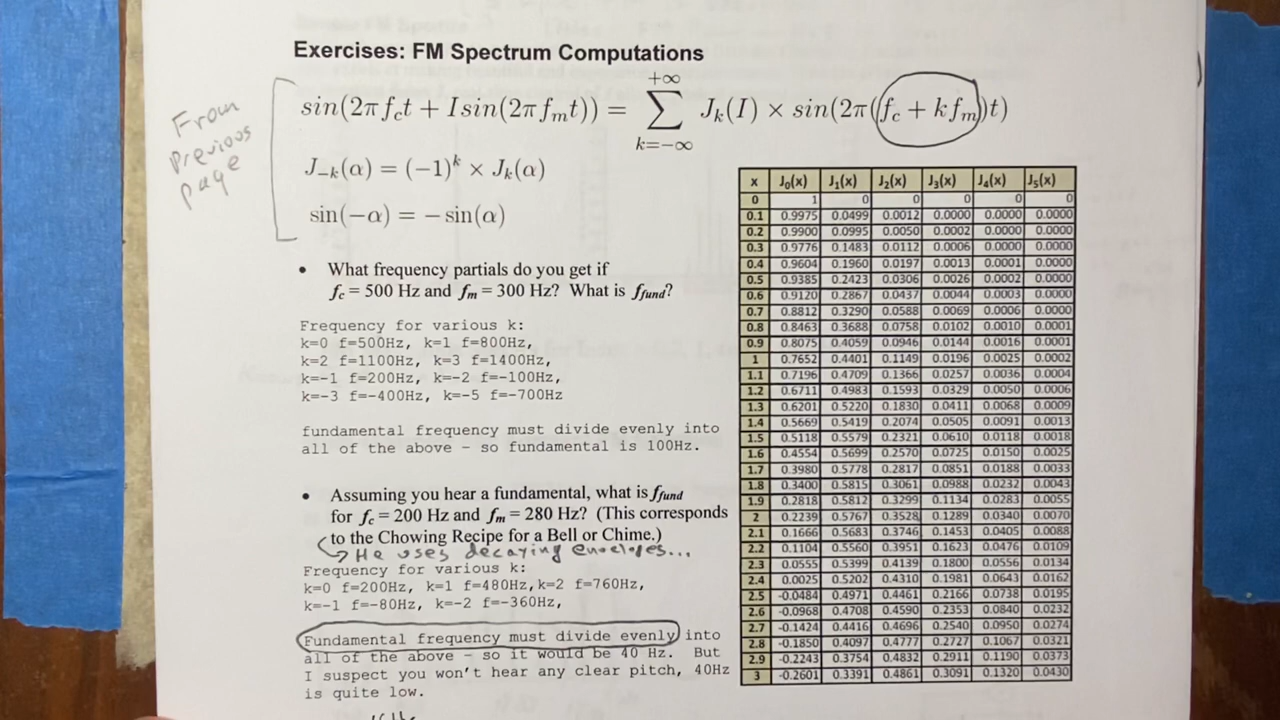 Exercises: FM Spectrum Computations
From previous page
sin(2π f_c t + I sin(2π f_m t)) = ∑_{k=−∞}^{+∞} J_k(I) × sin(2π(f_c + k f_m)t)
J_{−k}(α) = (−1)^k × J_k(α)
sin(−α) = − sin(α)
• What frequency partials do you get if
f_c = 500 Hz and f_m = 300 Hz? What is f_fund?
Frequency for various k:
k=0 f=500Hz, k=1 f=800Hz,
k=2 f=1100Hz, k=3 f=1400Hz,
k=−1 f=200Hz, k=−2 f=−100Hz,
k=−3 f=−400Hz, k=−5 f=−700Hz
fundamental frequency must divide evenly into
all of the above – so fundamental is 100Hz.
• Assuming you hear a fundamental, what is f_fund
for f_c = 200 Hz and f_m = 280 Hz? (This corresponds
to the Chowing Recipe for a Bell or Chime.)
↳ He uses decaying envelopes...
Frequency for various k:
k=0 f=200Hz, k=1 f=480Hz, k=2 f=760Hz,
k=−1 f=−80Hz, k=−2 f=−360Hz,
Fundamental frequency must divide evenly into
all of the above – so it would be 40 Hz. But
I suspect you won't hear any clear pitch, 40Hz
is quite low.
x J0(x) J1(x) J2(x) J3(x) J4(x) J5(x)
0 1 0 0 0 0 0
0.1 0.9975 0.0499 0.0012 0.0000 0.0000 0.0000
0.2 0.9900 0.0995 0.0050 0.0002 0.0000 0.0000
0.3 0.9776 0.1483 0.0112 0.0006 0.0000 0.0000
0.4 0.9604 0.1960 0.0197 0.0013 0.0001 0.0000
0.5 0.9385 0.2423 0.0306 0.0026 0.0002 0.0000
0.6 0.9120 0.2867 0.0437 0.0044 0.0003 0.0000
0.7 0.8812 0.3290 0.0588 0.0069 0.0006 0.0000
0.8 0.8463 0.3688 0.0758 0.0102 0.0010 0.0001
0.9 0.8075 0.4059 0.0946 0.0144 0.0016 0.0001
1 0.7652 0.4401 0.1149 0.0196 0.0025 0.0002
1.1 0.7196 0.4709 0.1366 0.0257 0.0036 0.0004
1.2 0.6711 0.4983 0.1593 0.0329 0.0050 0.0006
1.3 0.6201 0.5220 0.1830 0.0411 0.0068 0.0009
1.4 0.5669 0.5419 0.2074 0.0505 0.0091 0.0013
1.5 0.5118 0.5579 0.2321 0.0610 0.0118 0.0018
1.6 0.4554 0.5699 0.2570 0.0725 0.0150 0.0025
1.7 0.3980 0.5778 0.2817 0.0851 0.0188 0.0033
1.8 0.3400 0.5815 0.3061 0.0988 0.0232 0.0043
1.9 0.2818 0.5812 0.3299 0.1134 0.0283 0.0055
2 0.2239 0.5767 0.3528 0.1289 0.0340 0.0070
2.1 0.1666 0.5683 0.3746 0.1453 0.0405 0.0088
2.2 0.1104 0.5560 0.3951 0.1623 0.0476 0.0109
2.3 0.0555 0.5399 0.4139 0.1800 0.0556 0.0134
2.4 0.0025 0.5202 0.4310 0.1981 0.0643 0.0162
2.5 -0.0484 0.4971 0.4461 0.2166 0.0738 0.0195
2.6 -0.0968 0.4708 0.4590 0.2353 0.0840 0.0232
2.7 -0.1424 0.4416 0.4696 0.2540 0.0950 0.0274
2.8 -0.1850 0.4097 0.4777 0.2727 0.1067 0.0321
2.9 -0.2243 0.3754 0.4832 0.2911 0.1190 0.0373
3 -0.2601 0.3391 0.4861 0.3091 0.1320 0.0430